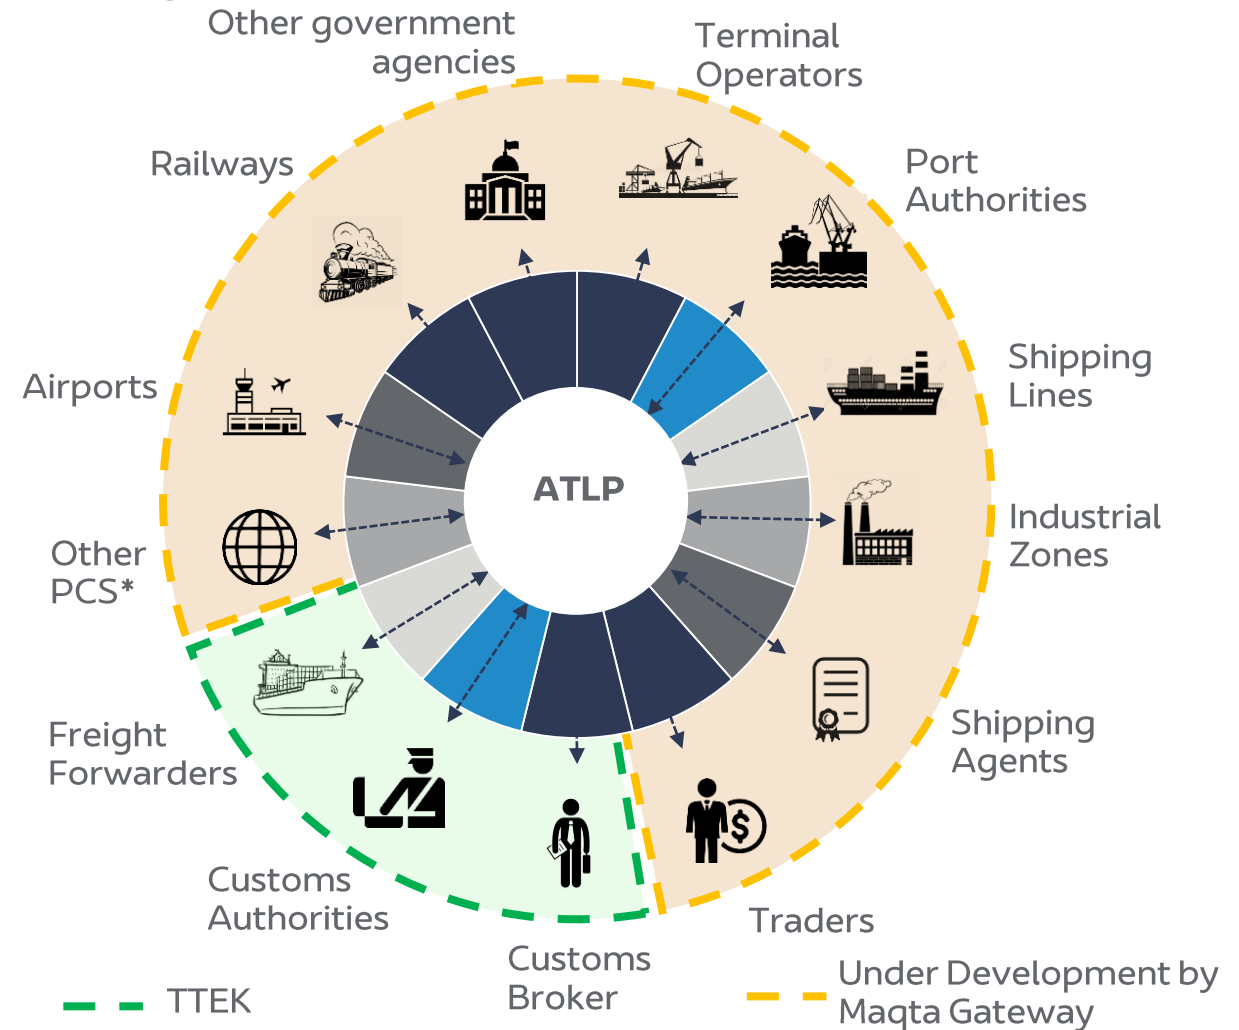 Other government
agencies
Terminal
Operators
Railways
Port
Authorities
Airports
Shipping
Lines
ATLP
Industrial
Zones
Other
PCS*
$
Shipping
Agents
Freight
Forwarders
Customs
Authorities
Traders
Customs
Broker
TTEK
Under Development by
Maqta Gateway